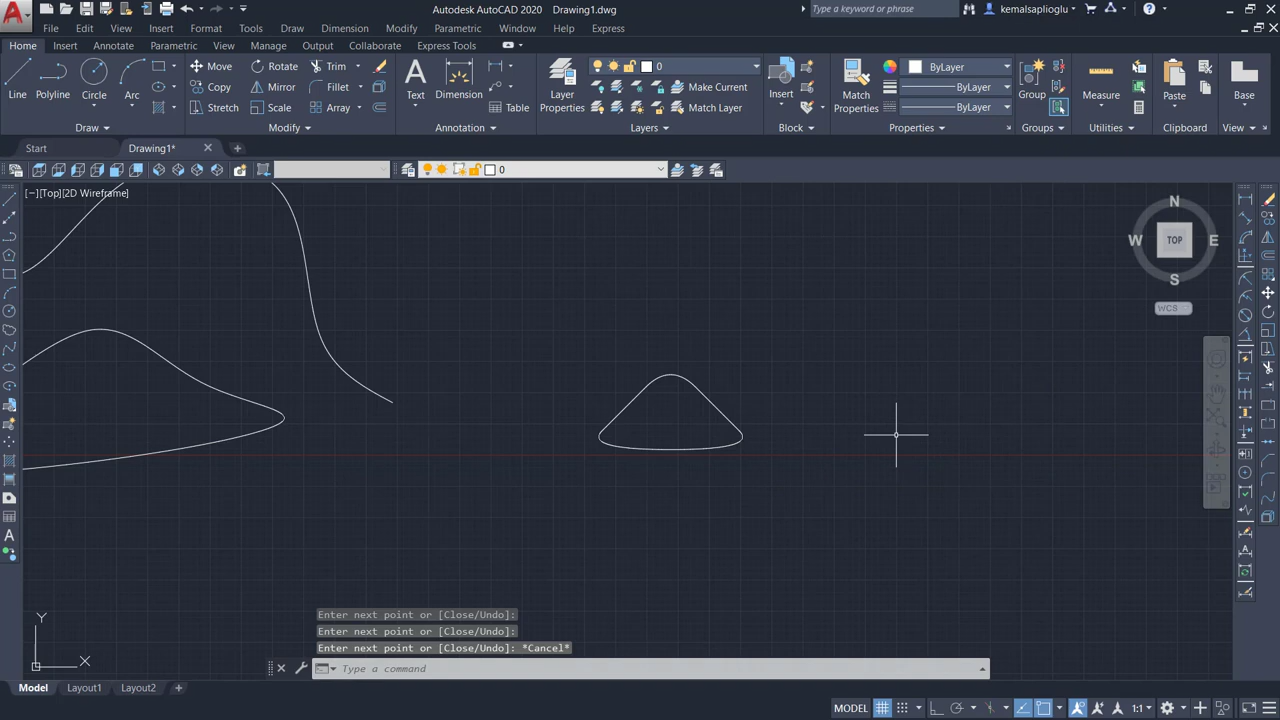 Autodesk AutoCAD 2020 Drawing1.dwg Type a keyword or phrase kemalsaplioglu
File Edit View Insert Format Tools Draw Dimension Modify Parametric Window Help Express
Home Insert Annotate Parametric View Manage Output Collaborate Express Tools
Move Rotate Trim 0 ByLayer
Line Polyline Circle Arc Copy Mirror Fillet Text Dimension Layer Properties Make Current Insert Match Properties ByLayer Group Measure Paste Base
Stretch Scale Array Table Match Layer ByLayer
Draw Modify Annotation Layers Block Properties Groups Utilities Clipboard View
Start Drawing1*
0
[−][Top][2D Wireframe]
N
W TOP E
S
WCS
Enter next point or [Close/Undo]:
Y
Enter next point or [Close/Undo]:
Enter next point or [Close/Undo]: *Cancel*
X Type a command
Model Layout1 Layout2
MODEL 1:1